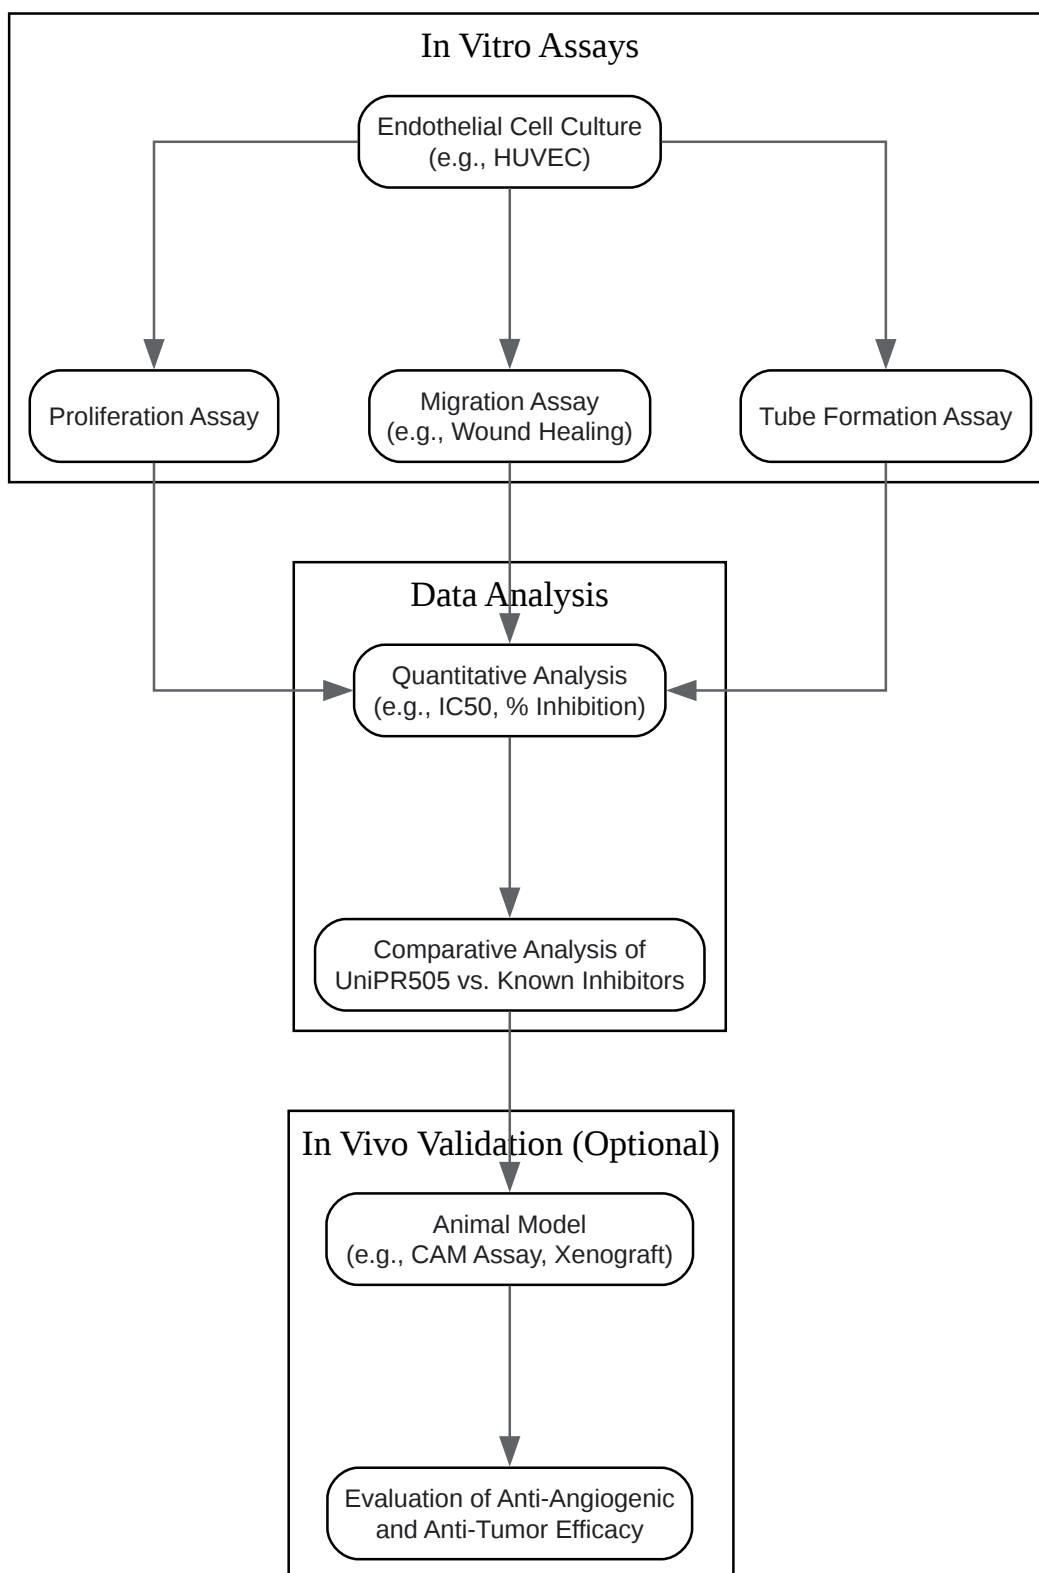 In Vitro Assays
Endothelial Cell Culture
(e.g., HUVEC)
Proliferation Assay
Migration Assay
(e.g., Wound Healing)
Tube Formation Assay
Data Analysis
Quantitative Analysis
(e.g., IC50, % Inhibition)
Comparative Analysis of
UniPR505 vs. Known Inhibitors
In Vivo Validation (Optional)
Animal Model
(e.g., CAM Assay, Xenograft)
Evaluation of Anti-Angiogenic
and Anti-Tumor Efficacy